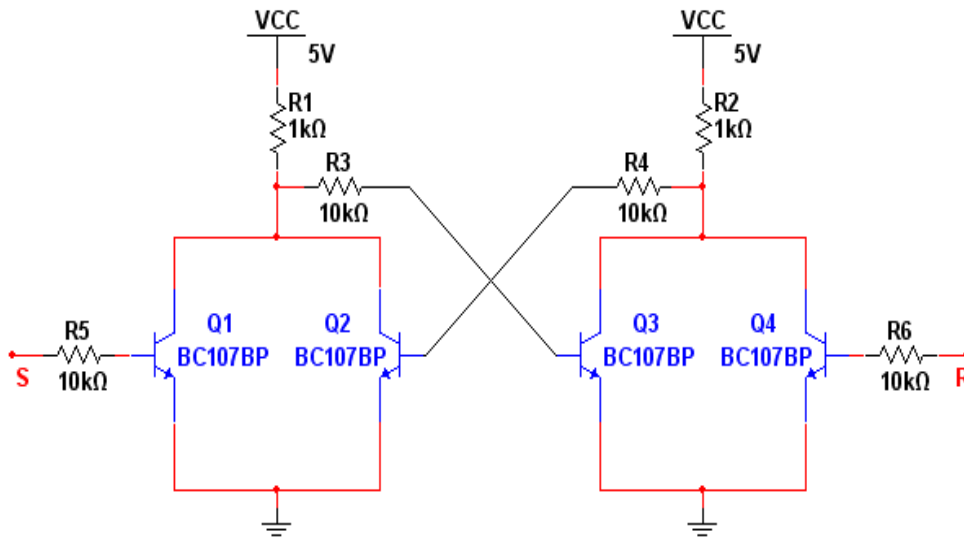 VCC
5V
R1
1kΩ
R3
10kΩ
VCC
5V
R2
1kΩ
R4
10kΩ
R5
10kΩ
S
Q1
BC107BP
Q2
BC107BP
Q3
BC107BP
Q4
BC107BP
R6
10kΩ
R